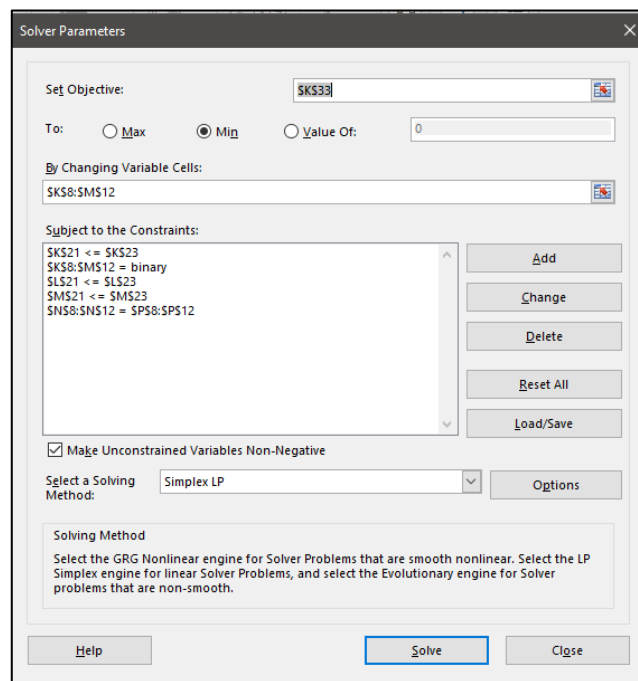 Solver Parameters
Set Objective: $K$33
To: Max Min Value Of: 0
By Changing Variable Cells:
$K$8:$M$12
Subject to the Constraints:
$K$21 <= $K$23
$K$8:$M$12 = binary
$L$21 <= $L$23
$M$21 <= $M$23
$N$8:$N$12 = $P$8:$P$12
Add
Change
Delete
Reset All
Load/Save
Make Unconstrained Variables Non-Negative
Select a Solving Method: Simplex LP Options
Solving Method
Select the GRG Nonlinear engine for Solver Problems that are smooth nonlinear. Select the LP
Simplex engine for linear Solver Problems, and select the Evolutionary engine for Solver
problems that are non-smooth.
Help Solve Close